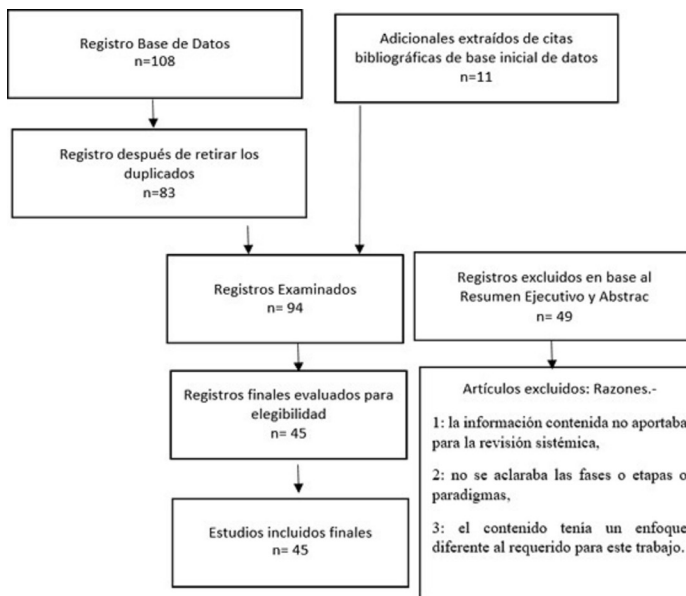 Registro Base de Datos
n=108
Adicionales extraídos de citas
bibliográficas de base inicial de datos
n=11
Registro después de retirar los
duplicados
n=83
Registros Examinados
n= 94
Registros excluidos en base al
Resumen Ejecutivo y Abstrac
n= 49
Registros finales evaluados para
elegibilidad
n= 45
Artículos excluidos: Razones.-
1: la información contenida no aportaba
para la revisión sistémica,
2: no se aclaraba las fases o etapas o
paradigmas,
3: el contenido tenía un enfoque
diferente al requerido para este trabajo.
Estudios incluidos finales
n= 45